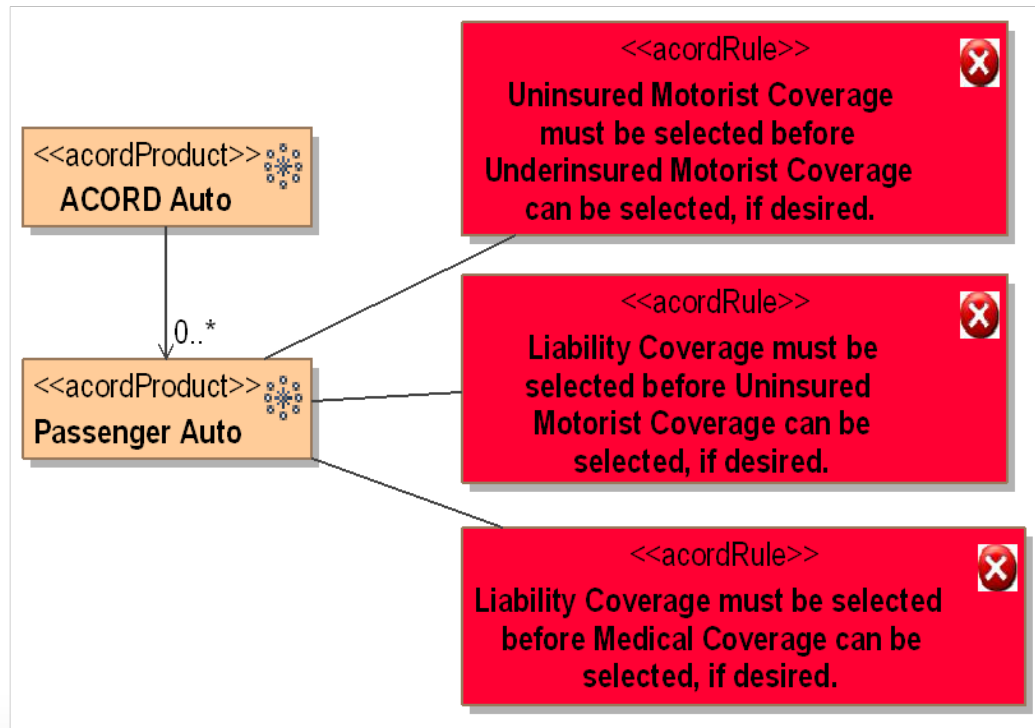 <<acordProduct>>
ACORD Auto
0..*
<<acordProduct>>
Passenger Auto
<<acordRule>>
Uninsured Motorist Coverage
must be selected before
Underinsured Motorist Coverage
can be selected, if desired.
<<acordRule>>
Liability Coverage must be
selected before Uninsured
Motorist Coverage can be
selected, if desired.
<<acordRule>>
Liability Coverage must be selected
before Medical Coverage can be
selected, if desired.